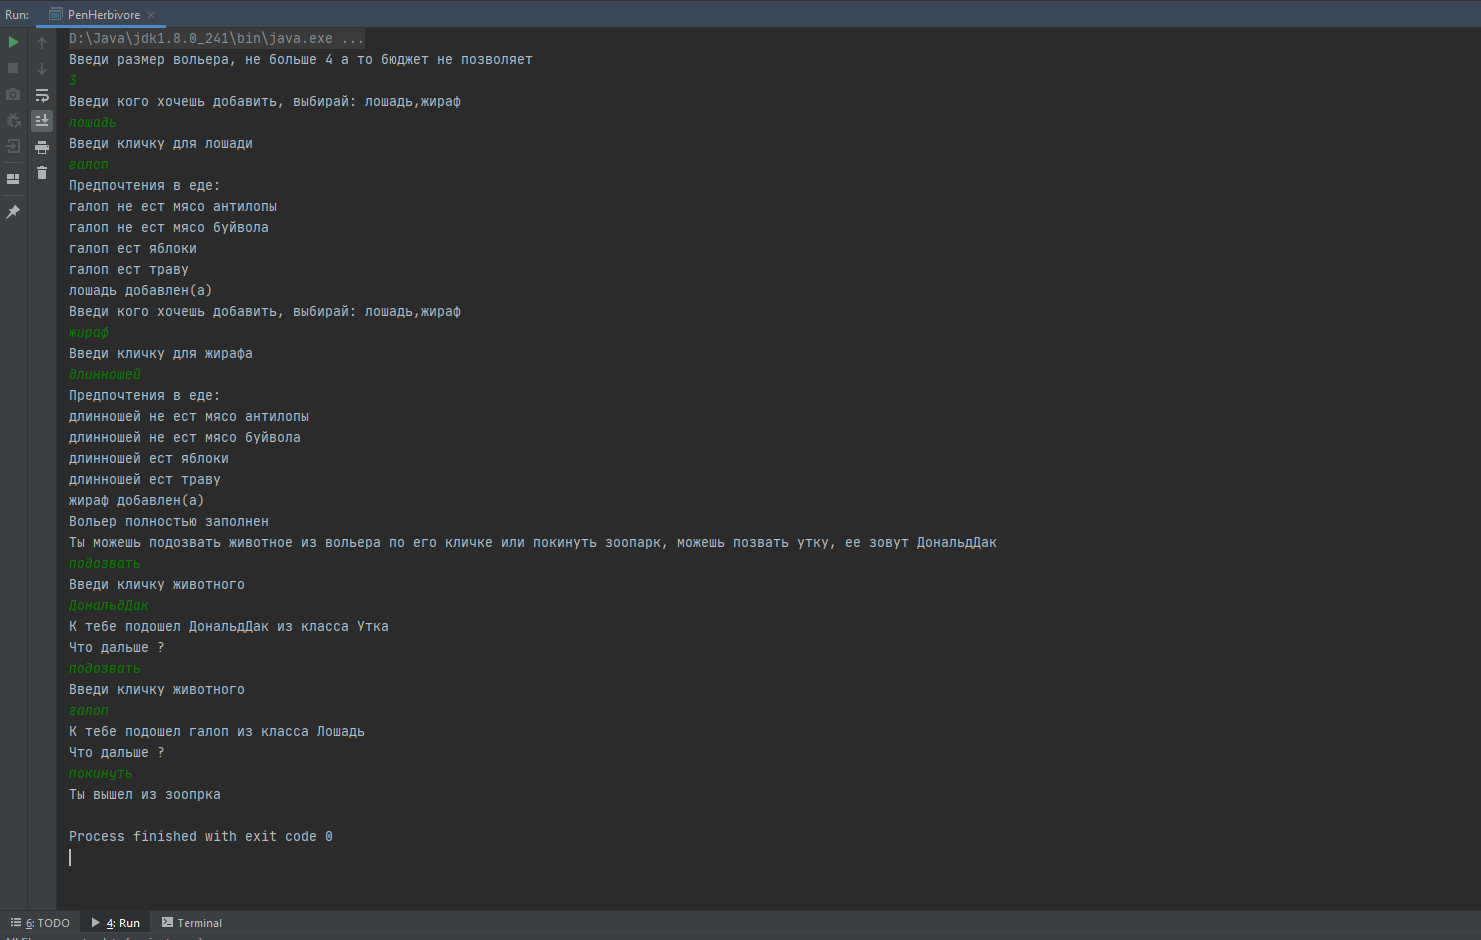 Run: PenHerbivore
D:\Java\jdk1.8.0_241\bin\java.exe ...
Введи размер вольера, не больше 4 а то бюджет не позволяет
3
Введи кого хочешь добавить, выбирай: лошадь,жираф
лошадь
Введи кличку для лошади
галоп
Предпочтения в еде:
галоп не ест мясо антилопы
галоп не ест мясо буйвола
галоп ест яблоки
галоп ест траву
лошадь добавлен(а)
Введи кого хочешь добавить, выбирай: лошадь,жираф
жираф
Введи кличку для жирафа
длинношей
Предпочтения в еде:
длинношей не ест мясо антилопы
длинношей не ест мясо буйвола
длинношей ест яблоки
длинношей ест траву
жираф добавлен(а)
Вольер полностью заполнен
Ты можешь подозвать животное из вольера по его кличке или покинуть зоопарк, можешь позвать утку, ее зовут ДональдДак
подозвать
Введи кличку животного
ДональдДак
К тебе подошел ДональдДак из класса Утка
Что дальше ?
подозвать
Введи кличку животного
галоп
К тебе подошел галоп из класса Лошадь
Что дальше ?
покинуть
Ты вышел из зоопрка
Process finished with exit code 0
6: TODO 4: Run Terminal